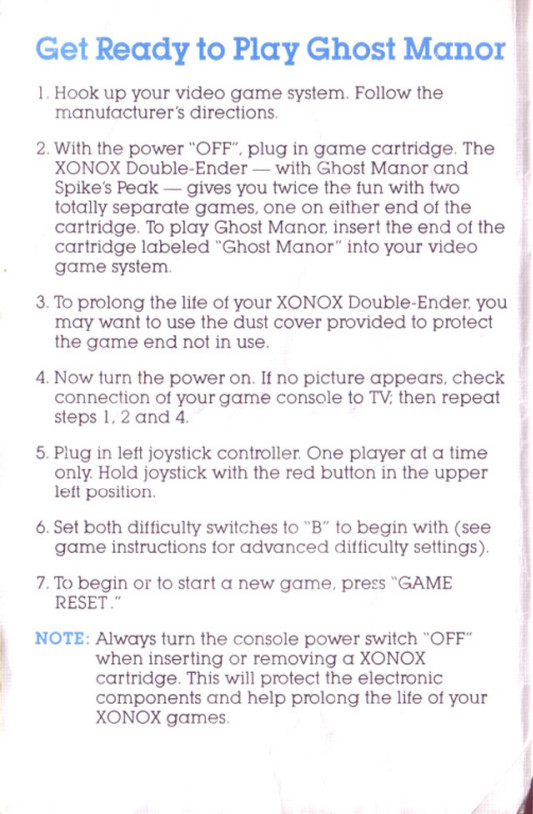 Get Ready to Play Ghost Manor
1. Hook up your video game system. Follow the
manufacturer's directions.
2. With the power "OFF", plug in game cartridge. The
XONOX Double-Ender — with Ghost Manor and
Spike's Peak — gives you twice the fun with two
totally separate games, one on either end of the
cartridge. To play Ghost Manor, insert the end of the
cartridge labeled "Ghost Manor" into your video
game system.
3. To prolong the life of your XONOX Double-Ender, you
may want to use the dust cover provided to protect
the game end not in use.
4. Now turn the power on. If no picture appears, check
connection of your game console to TV; then repeat
steps 1, 2 and 4.
5. Plug in left joystick controller. One player at a time
only. Hold joystick with the red button in the upper
left position.
6. Set both difficulty switches to "B" to begin with (see
game instructions for advanced difficulty settings).
7. To begin or to start a new game, press "GAME
RESET."
NOTE: Always turn the console power switch "OFF"
when inserting or removing a XONOX
cartridge. This will protect the electronic
components and help prolong the life of your
XONOX games.